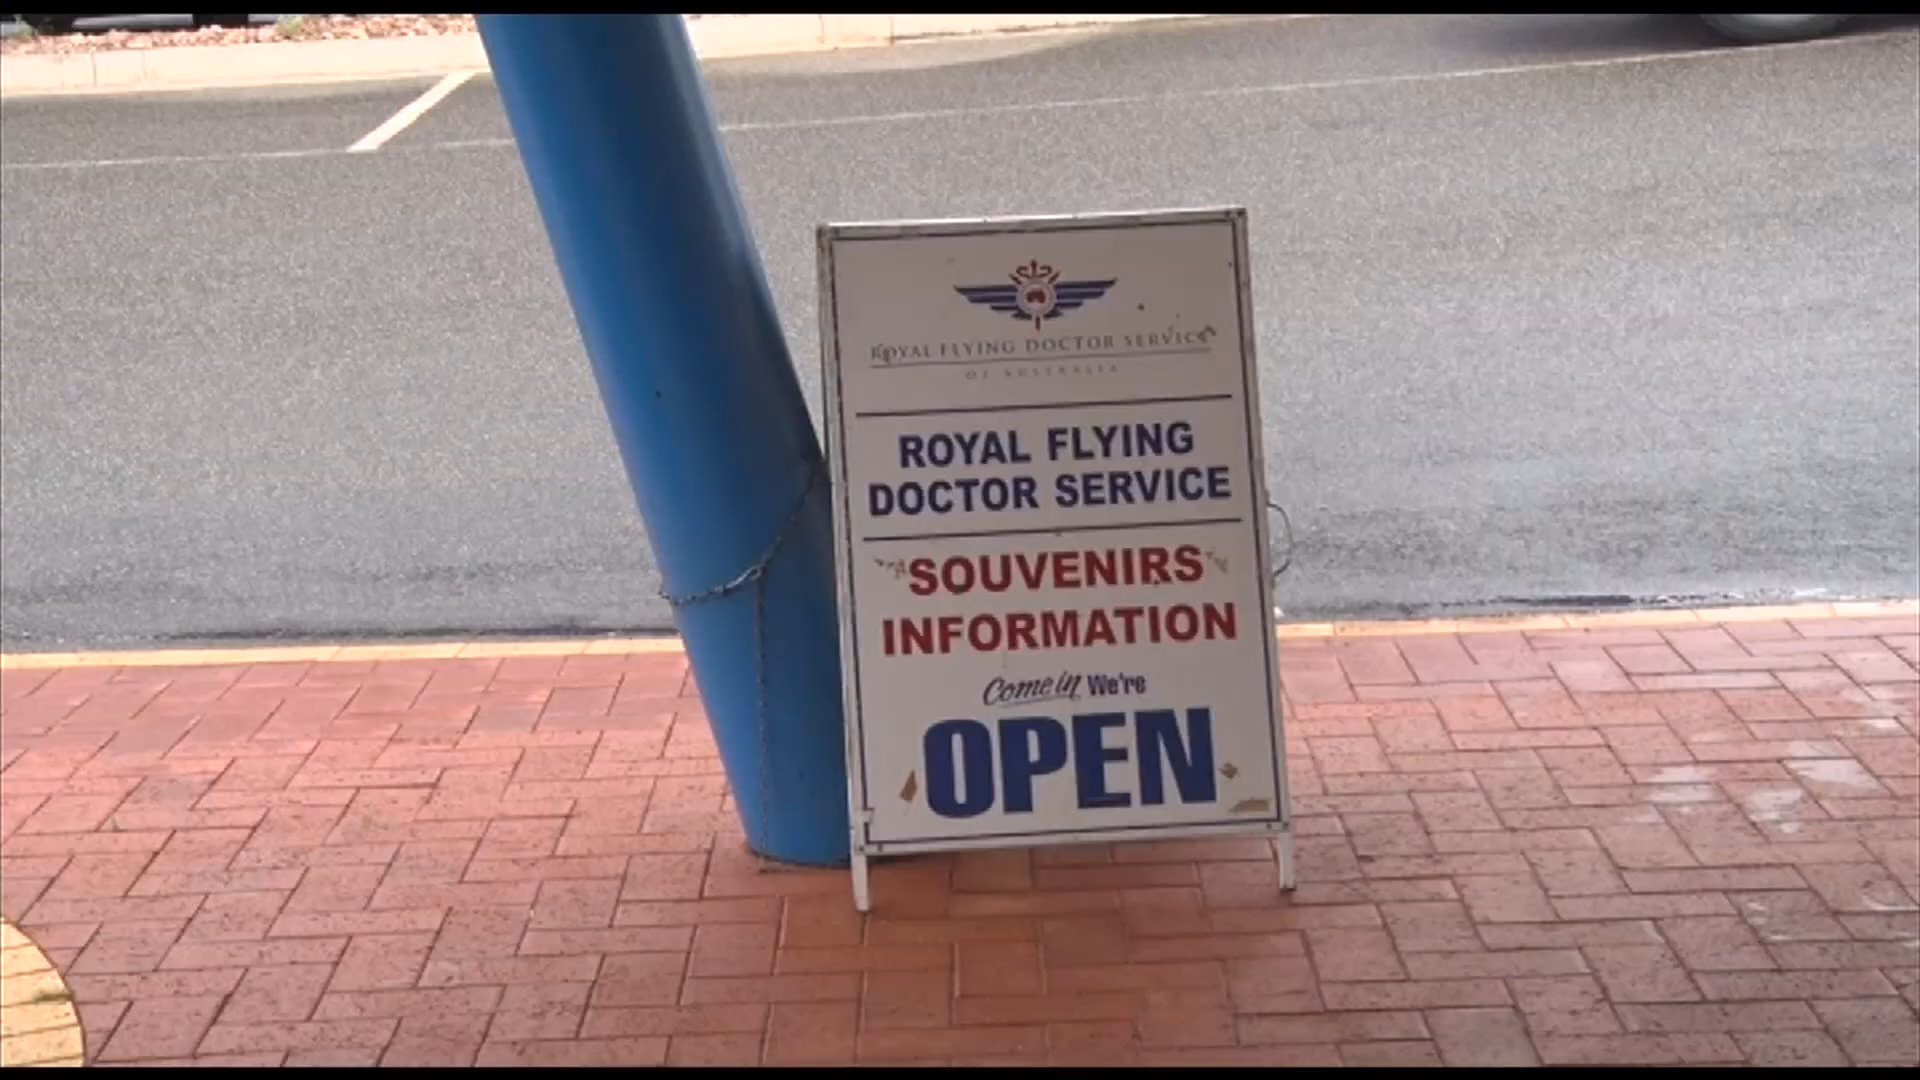 ROYAL FLYING DOCTOR SERVICE
OF AUSTRALIA
ROYAL FLYING
DOCTOR SERVICE
SOUVENIRS
INFORMATION
Come in We're
OPEN